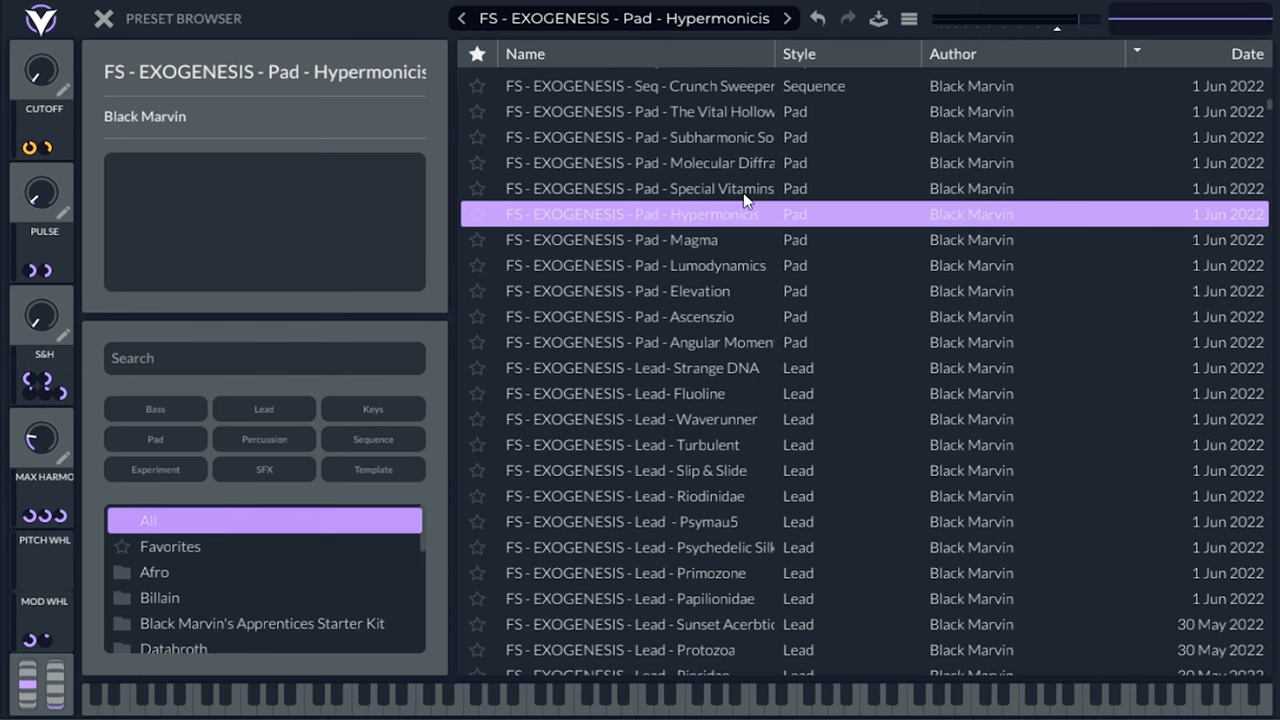 PRESET BROWSER
FS - EXOGENESIS - Pad - Hypermonicis
FS - EXOGENESIS - Pad - Hypermonicis
Black Marvin
CUTOFF
PULSE
S&H
MAX HARMO
PITCH WHL
MOD WHL
Search
Bass Lead Keys
Pad Percussion Sequence
Experiment SFX Template
All
Favorites
Afro
Billain
Black Marvin's Apprentices Starter Kit
Databroth
Name Style Author Date
FS - EXOGENESIS - Seq - Crunch Sweeper Sequence Black Marvin 1 Jun 2022
FS - EXOGENESIS - Pad - The Vital Hollow Pad Black Marvin 1 Jun 2022
FS - EXOGENESIS - Pad - Subharmonic So Pad Black Marvin 1 Jun 2022
FS - EXOGENESIS - Pad - Molecular Diffra Pad Black Marvin 1 Jun 2022
FS - EXOGENESIS - Pad - Special Vitamins Pad Black Marvin 1 Jun 2022
FS - EXOGENESIS - Pad - Hypermonicis Pad Black Marvin 1 Jun 2022
FS - EXOGENESIS - Pad - Magma Pad Black Marvin 1 Jun 2022
FS - EXOGENESIS - Pad - Lumodynamics Pad Black Marvin 1 Jun 2022
FS - EXOGENESIS - Pad - Elevation Pad Black Marvin 1 Jun 2022
FS - EXOGENESIS - Pad - Ascenszio Pad Black Marvin 1 Jun 2022
FS - EXOGENESIS - Pad - Angular Momen Pad Black Marvin 1 Jun 2022
FS - EXOGENESIS - Lead- Strange DNA Lead Black Marvin 1 Jun 2022
FS - EXOGENESIS - Lead- Fluoline Lead Black Marvin 1 Jun 2022
FS - EXOGENESIS - Lead - Waverunner Lead Black Marvin 1 Jun 2022
FS - EXOGENESIS - Lead - Turbulent Lead Black Marvin 1 Jun 2022
FS - EXOGENESIS - Lead - Slip & Slide Lead Black Marvin 1 Jun 2022
FS - EXOGENESIS - Lead - Riodinidae Lead Black Marvin 1 Jun 2022
FS - EXOGENESIS - Lead  - Psymau5 Lead Black Marvin 1 Jun 2022
FS - EXOGENESIS - Lead - Psychedelic Silk Lead Black Marvin 1 Jun 2022
FS - EXOGENESIS - Lead - Primozone Lead Black Marvin 1 Jun 2022
FS - EXOGENESIS - Lead - Papilionidae Lead Black Marvin 1 Jun 2022
FS - EXOGENESIS - Lead - Sunset Acerbtic Lead Black Marvin 30 May 2022
FS - EXOGENESIS - Lead - Protozoa Lead Black Marvin 30 May 2022
FS - EXOGENESIS - Lead - Lead Black Marvin 30 May 2022